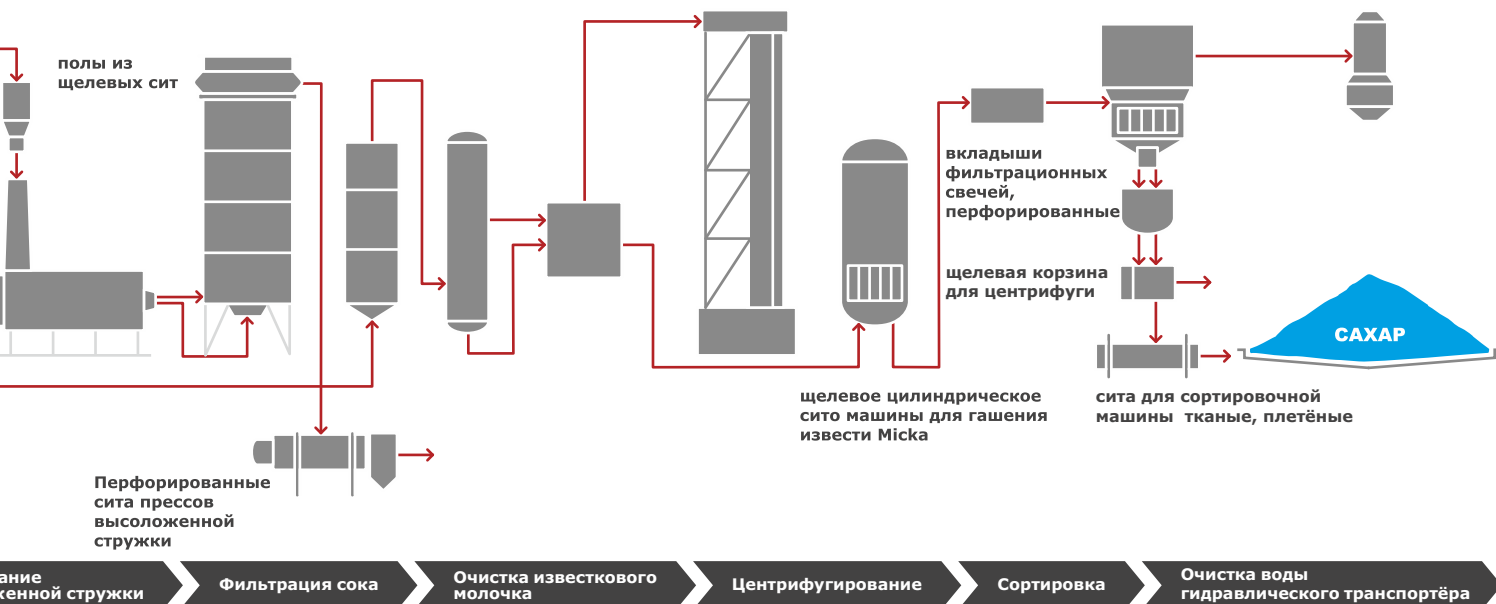 полы из
щелевых сит
вкладыши
фильтрационных
свечей,
перфорированные
щелевая корзина
для центрифуги
САХАР
щелевое цилиндрическое
сито машины для гашения
извести Micka
сита для сортировочной
машины тканые, плетёные
Перфорированные
сита прессов
высоложенной
стружки
ание
женной стружки
Фильтрация сока
Очистка известкового
молочка
Центрифугирование
Сортировка
Очистка воды
гидравлического транспортёра